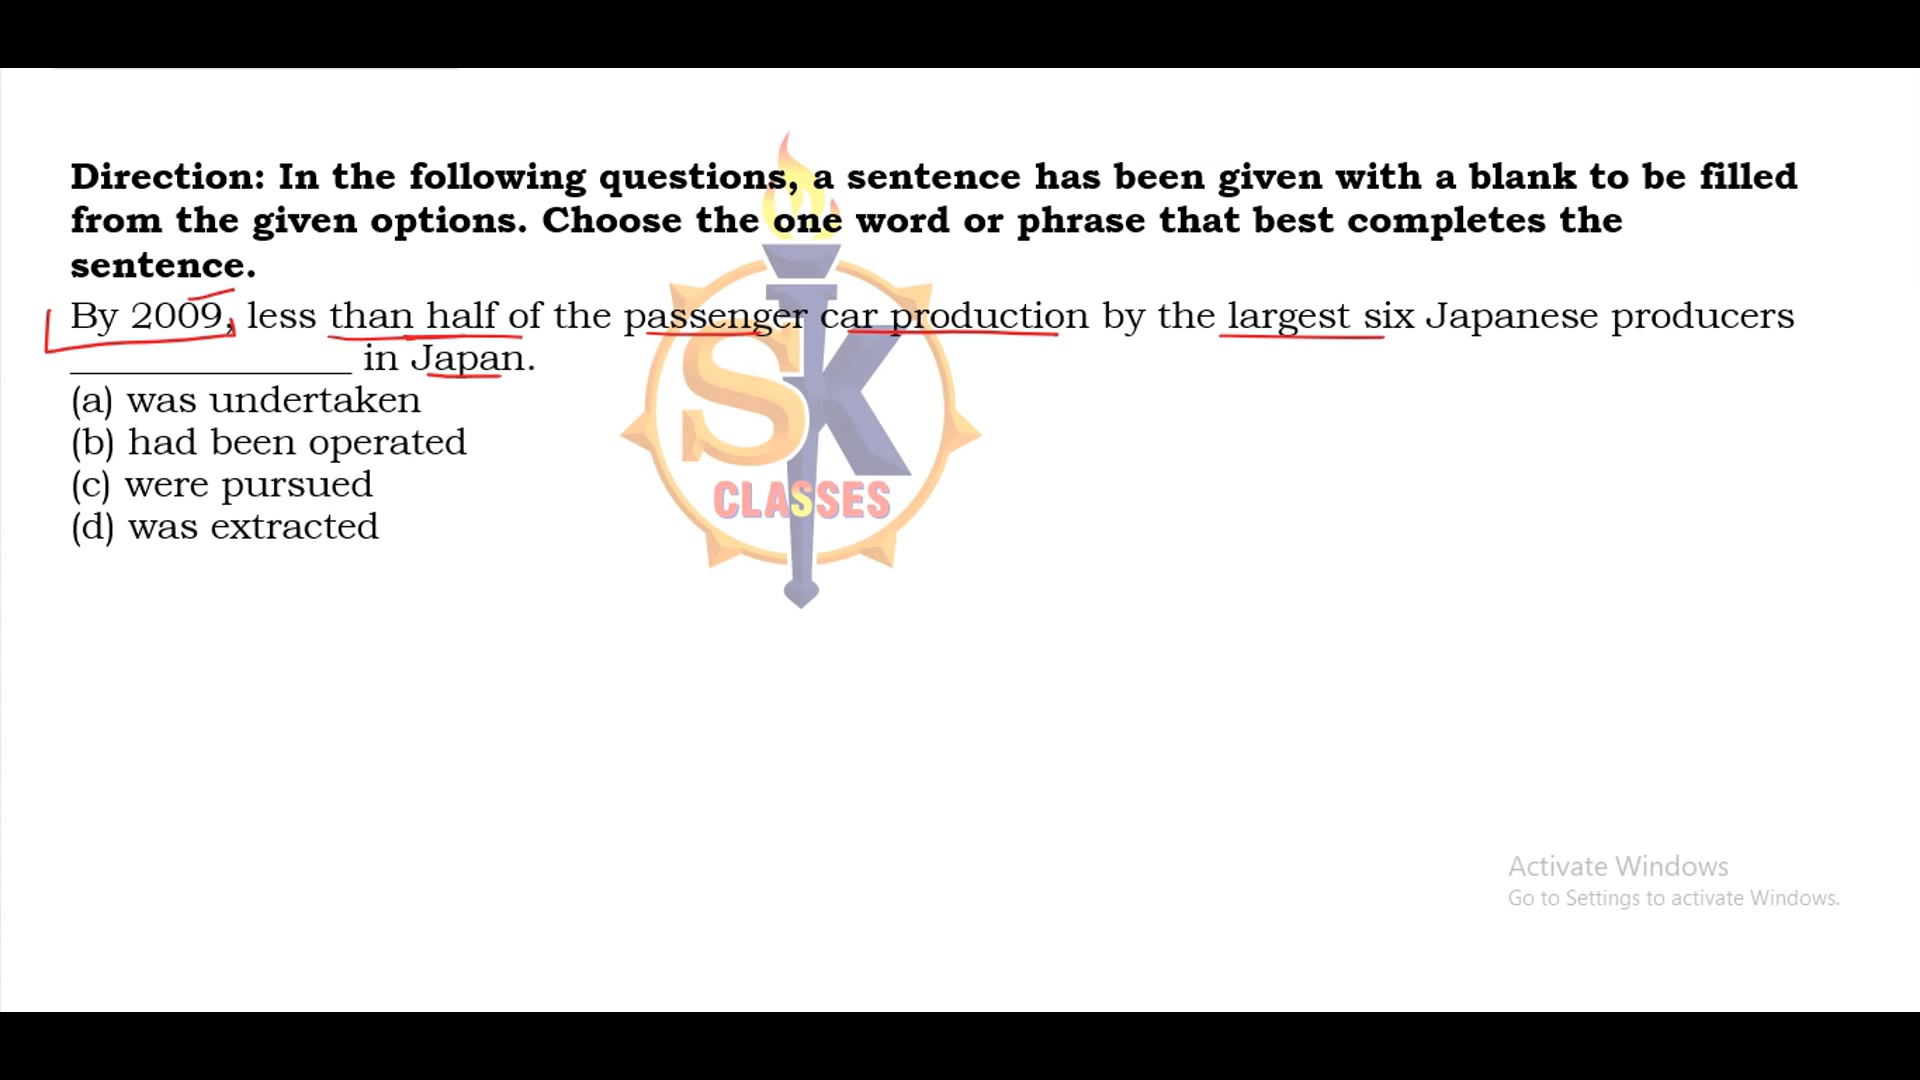 Direction: In the following questions, a sentence has been given with a blank to be filled
from the given options. Choose the one word or phrase that best completes the
sentence.
By 2009, less than half of the passenger car production by the largest six Japanese producers
_______________ in Japan.
(a) was undertaken
(b) had been operated
(c) were pursued
(d) was extracted
SK
CLASSES
Activate Windows
Go to Settings to activate Windows.